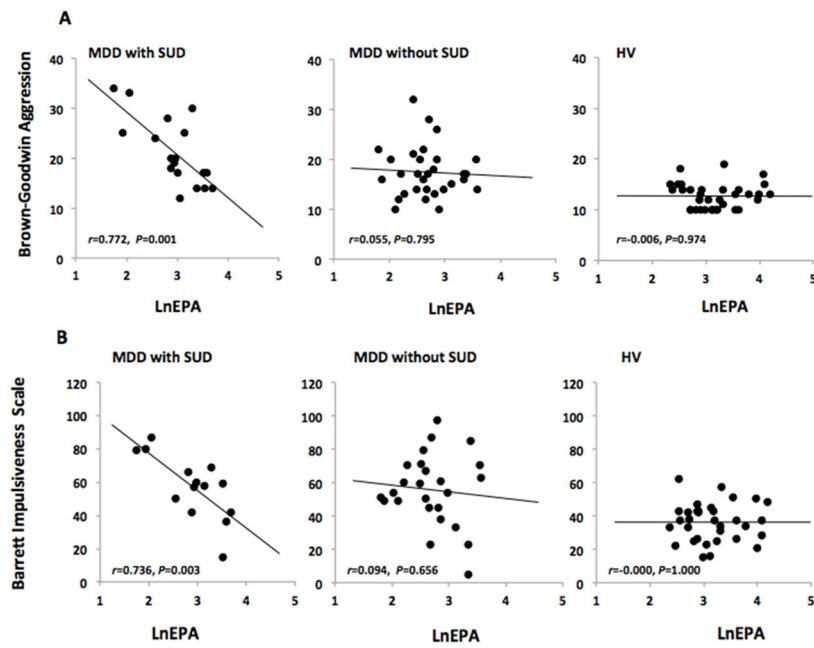 A
MDD with SUD
MDD without SUD
HV
Brown-Goodwin Aggression
40
30
20
10
0
r=0.772, P=0.001
1 2 3 4 5
LnEPA
40
30
20
10
0
r=0.055, P=0.795
1 2 3 4 5
LnEPA
40
30
20
10
0
r=-0.006, P=0.974
1 2 3 4 5
LnEPA
B
MDD with SUD
MDD without SUD
HV
Barrett Impulsiveness Scale
120
100
80
60
40
20
0
r=0.736, P=0.003
1 2 3 4 5
LnEPA
120
100
80
60
40
20
0
r=0.094, P=0.656
1 2 3 4 5
LnEPA
120
100
80
60
40
20
0
r=-0.000, P=1.000
1 2 3 4 5
LnEPA